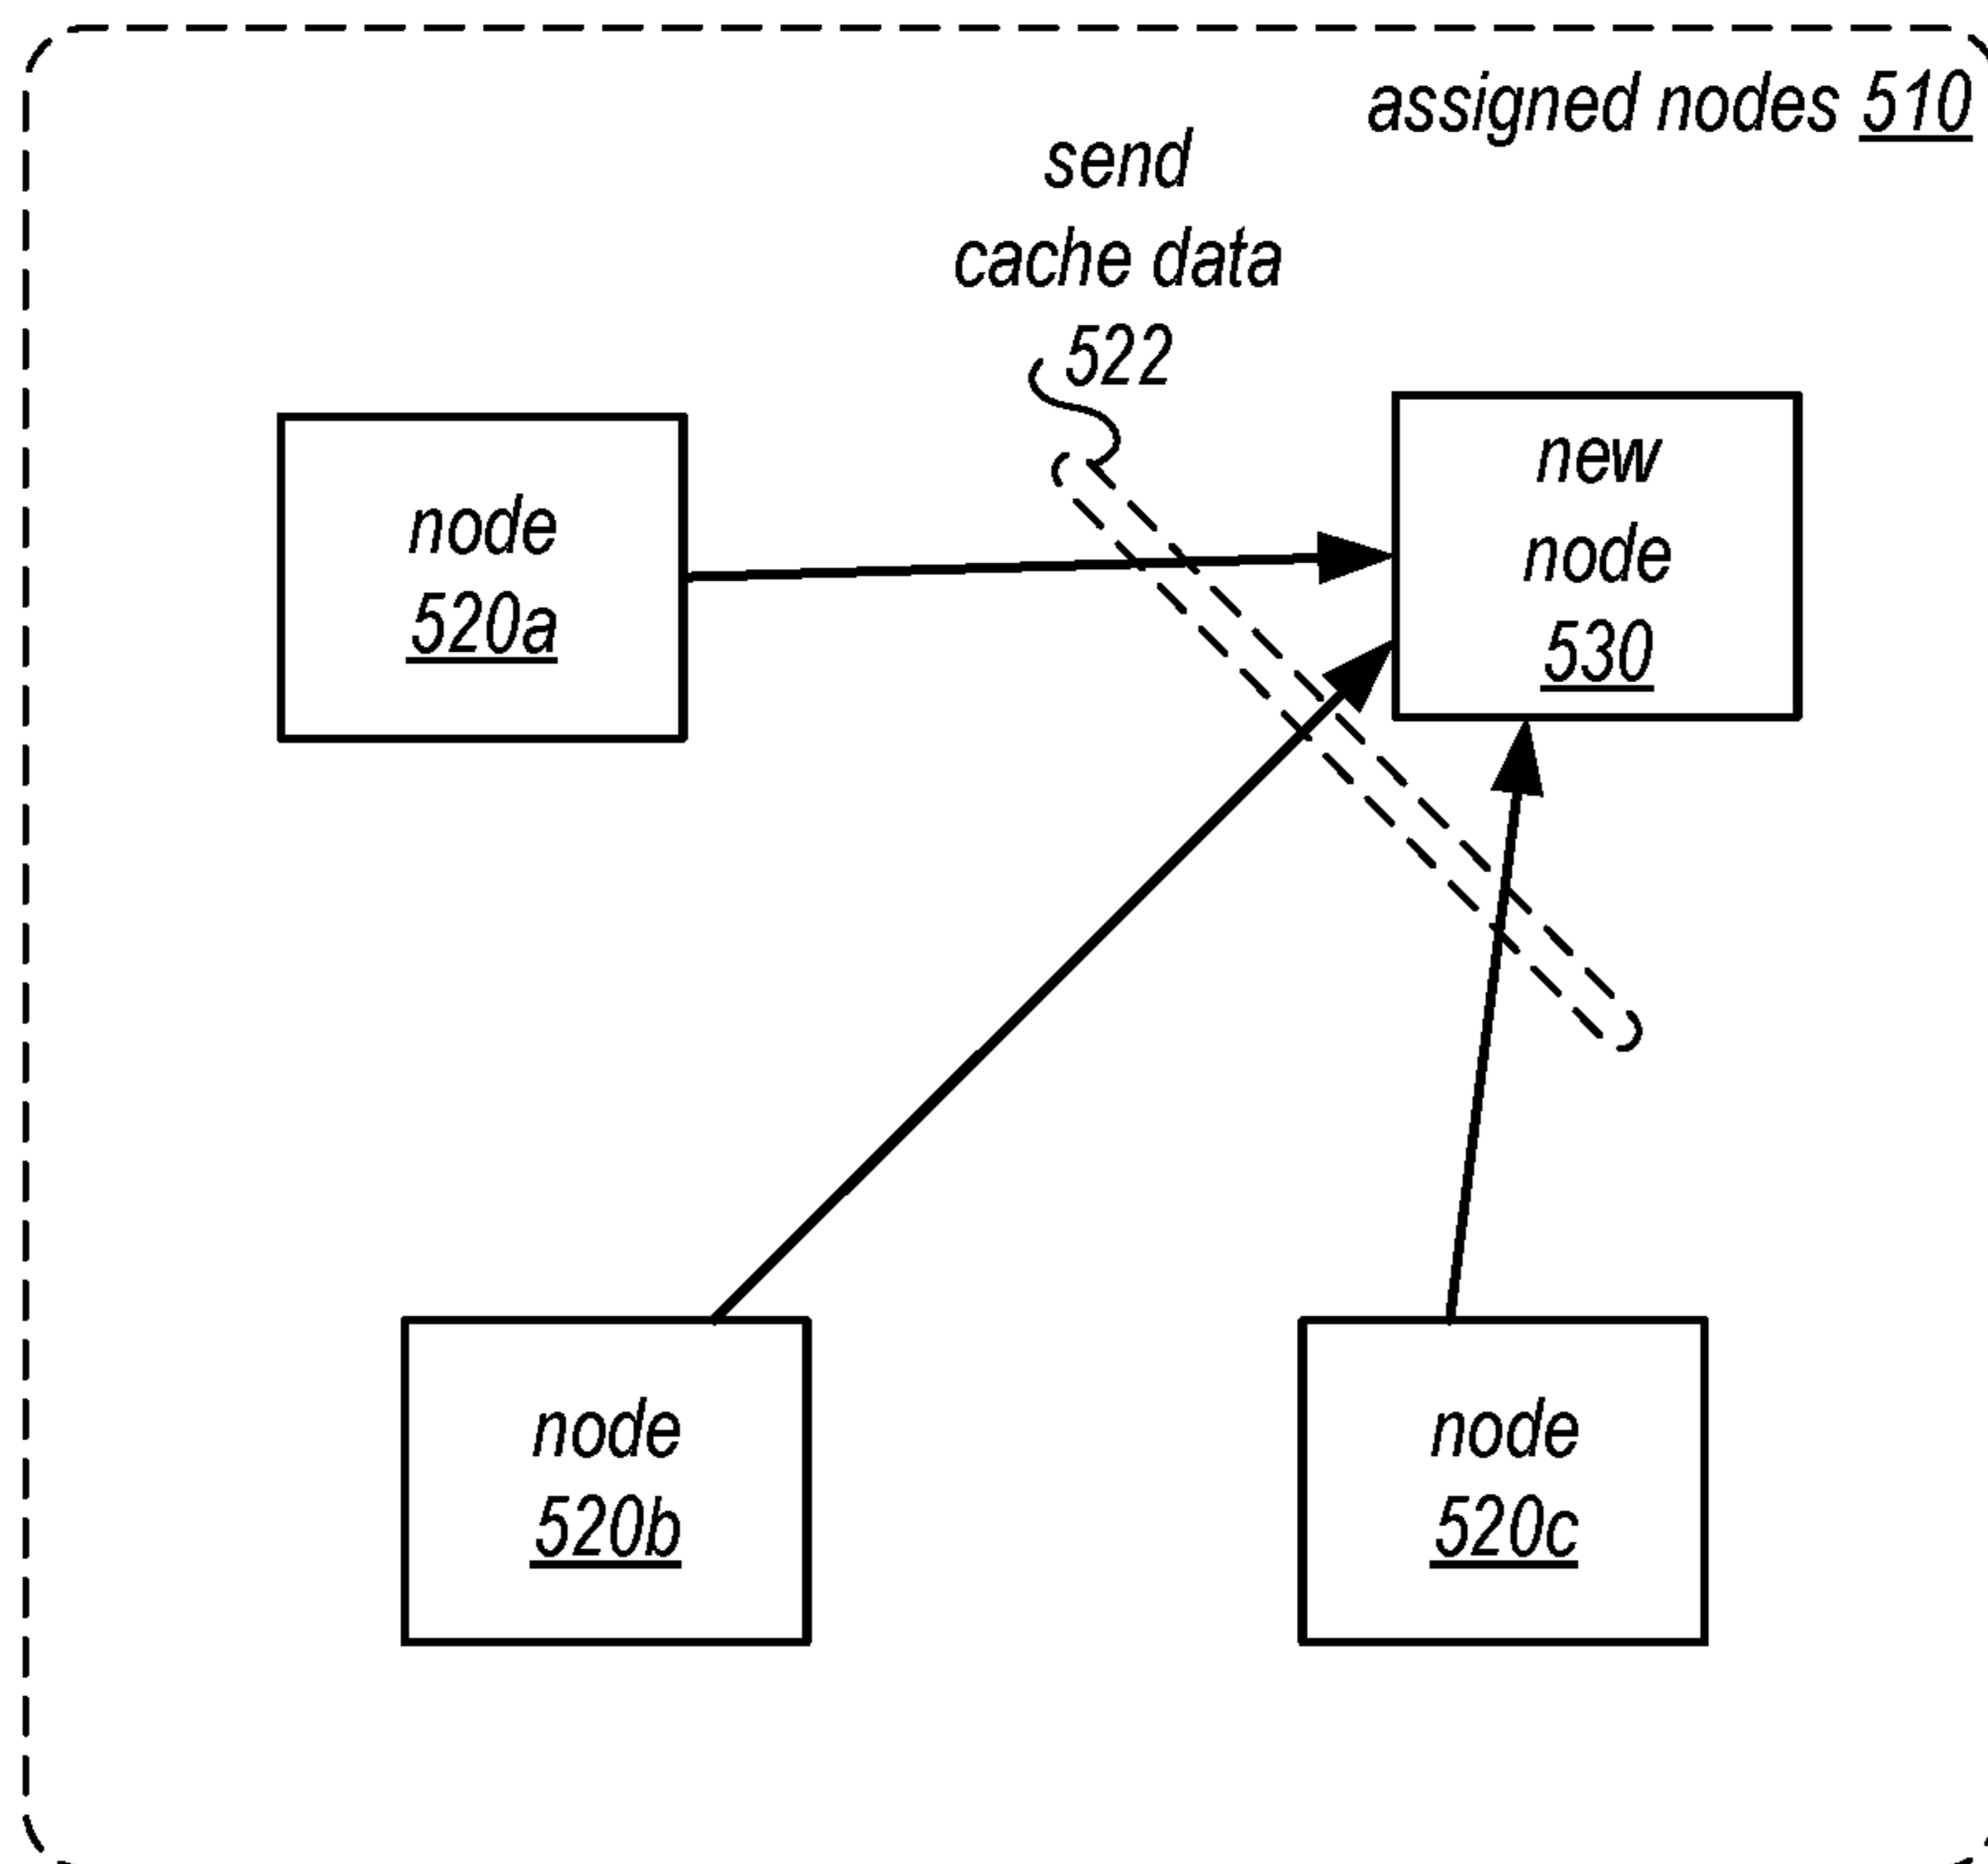 assigned nodes 510
send
cache data
522
node
520a
new
node
530
node
520b
node
520c